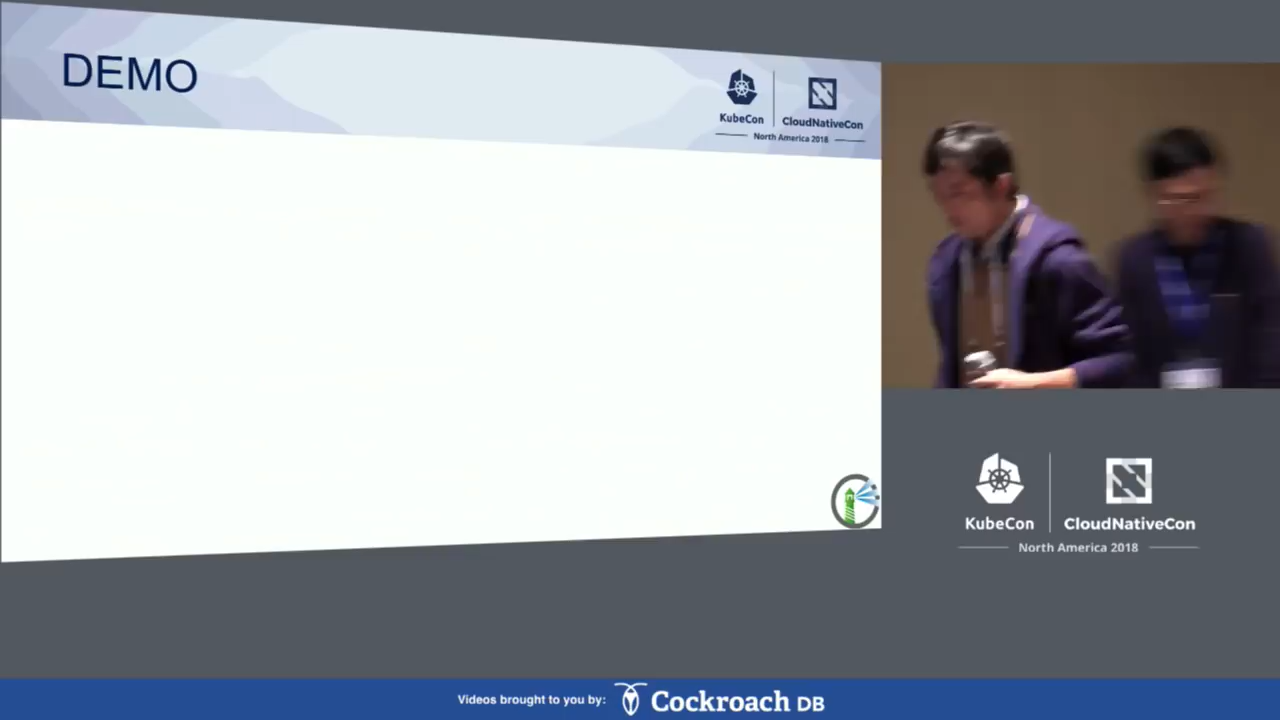 DEMO
KubeCon
CloudNativeCon
North America 2018
KubeCon
CloudNativeCon
North America 2018
Videos brought to you by:
Cockroach DB